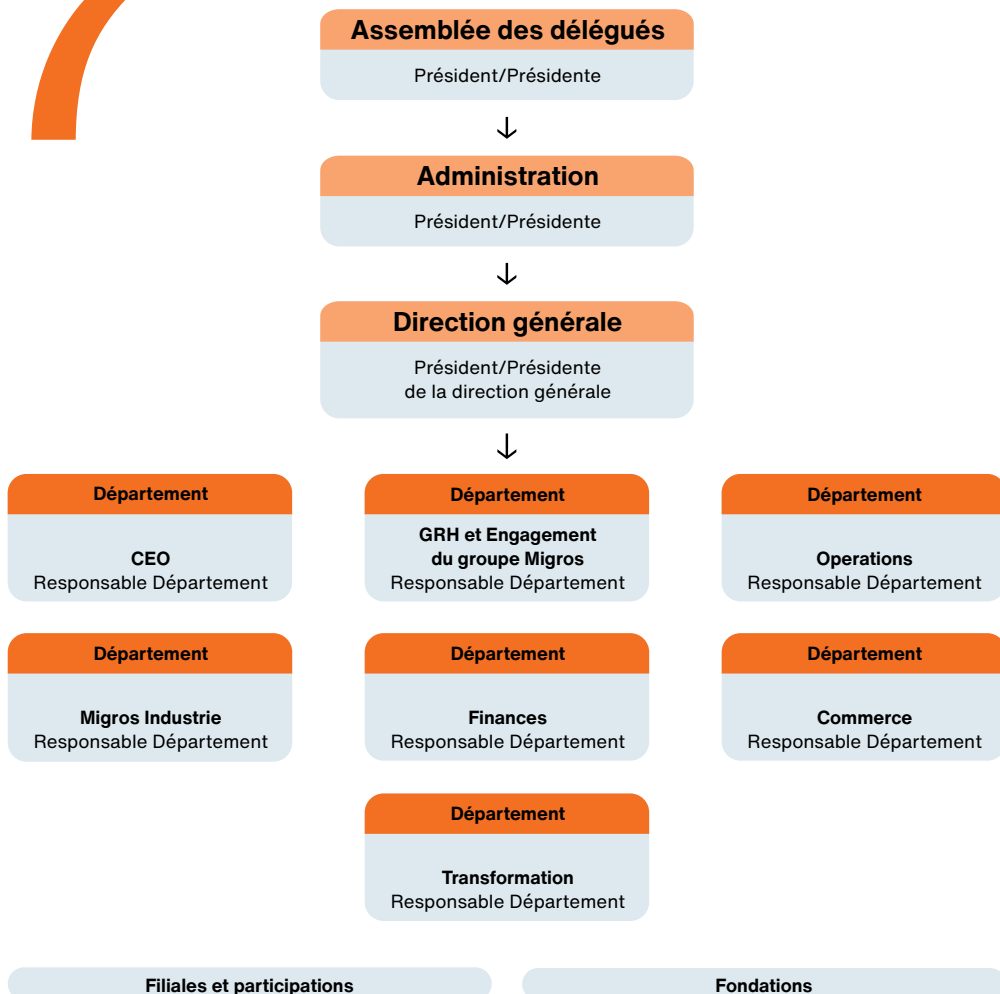 Assemblée des délégués
Président/Présidente
Administration
Président/Présidente
Direction générale
Président/Présidente
de la direction générale
Département
CEO
Responsable Département
Département
GRH et Engagement
du groupe Migros
Responsable Département
Département
Operations
Responsable Département
Département
Migros Industrie
Responsable Département
Département
Finances
Responsable Département
Département
Commerce
Responsable Département
Département
Transformation
Responsable Département
Filiales et participations
Fondations